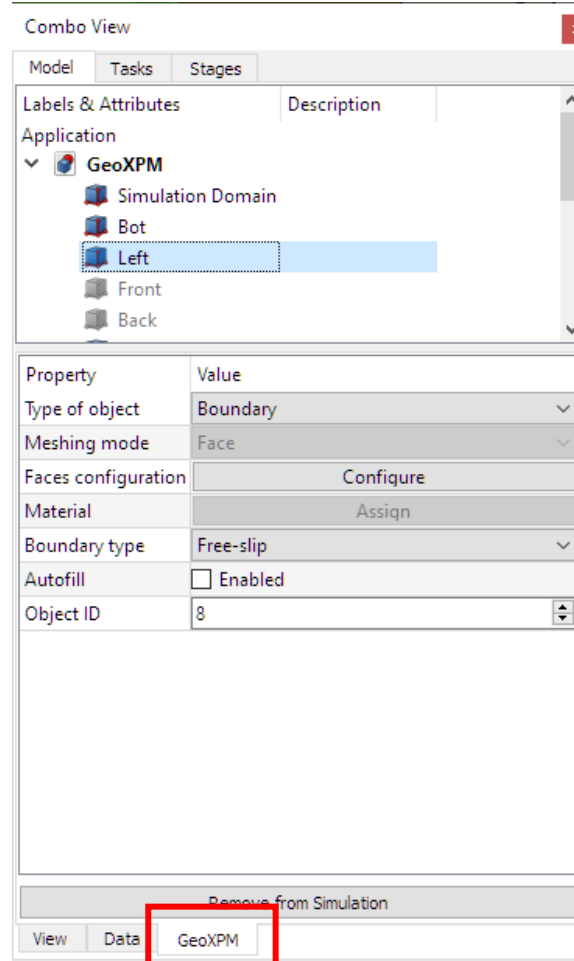 Combo View
Model Tasks Stages
Labels & Attributes Description
Application
GeoXPM
Simulation Domain
Bot
Left
Front
Back
Property Value
Type of object Boundary
Meshing mode Face
Faces configuration Configure
Material Assign
Boundary type Free-slip
Autofill Enabled
Object ID 8
Remove from Simulation
View Data GeoXPM